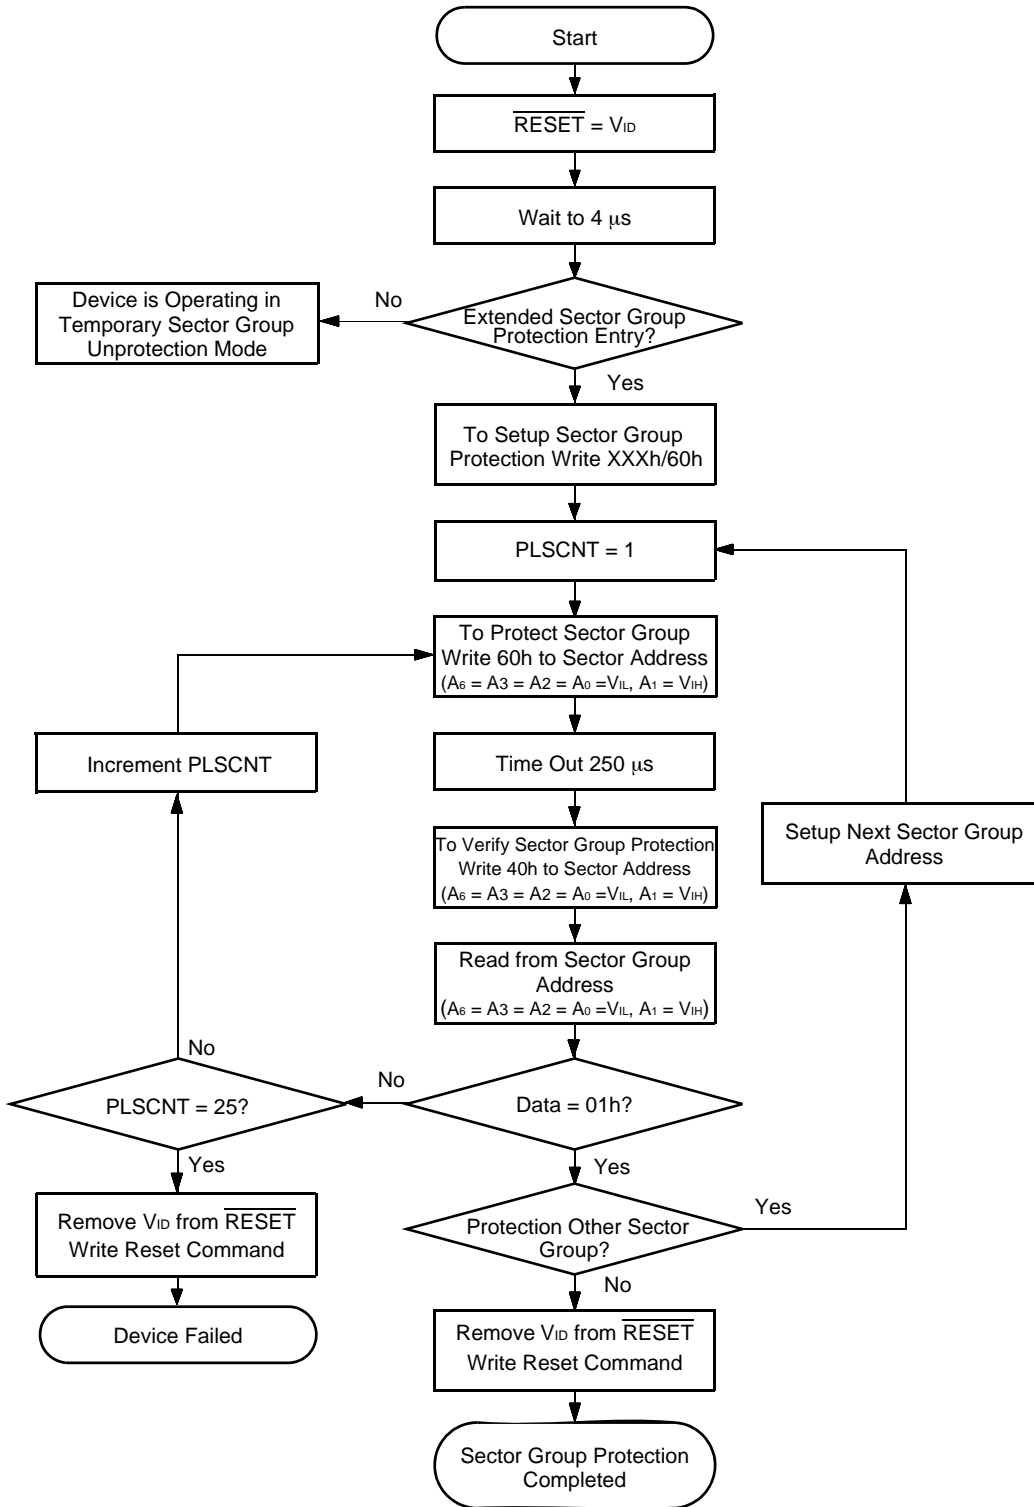 Start
RESET = VID
Wait to 4 μs
Device is Operating in
Temporary Sector Group
Unprotection Mode
No
Extended Sector Group
Protection Entry?
Yes
To Setup Sector Group
Protection Write XXXh/60h
PLSCNT = 1
To Protect Sector Group
Write 60h to Sector Address
(A6 = A3 = A2 = A0 =VIL, A1 = VIH)
Increment PLSCNT
Time Out 250 μs
To Verify Sector Group Protection
Write 40h to Sector Address
(A6 = A3 = A2 = A0 =VIL, A1 = VIH)
Setup Next Sector Group
Address
Read from Sector Group
Address
(A6 = A3 = A2 = A0 =VIL, A1 = VIH)
No
PLSCNT = 25?
No
Data = 01h?
Yes
Yes
Remove VID from RESET
Write Reset Command
Protection Other Sector
Group?
Yes
No
Device Failed
Remove VID from RESET
Write Reset Command
Sector Group Protection
Completed